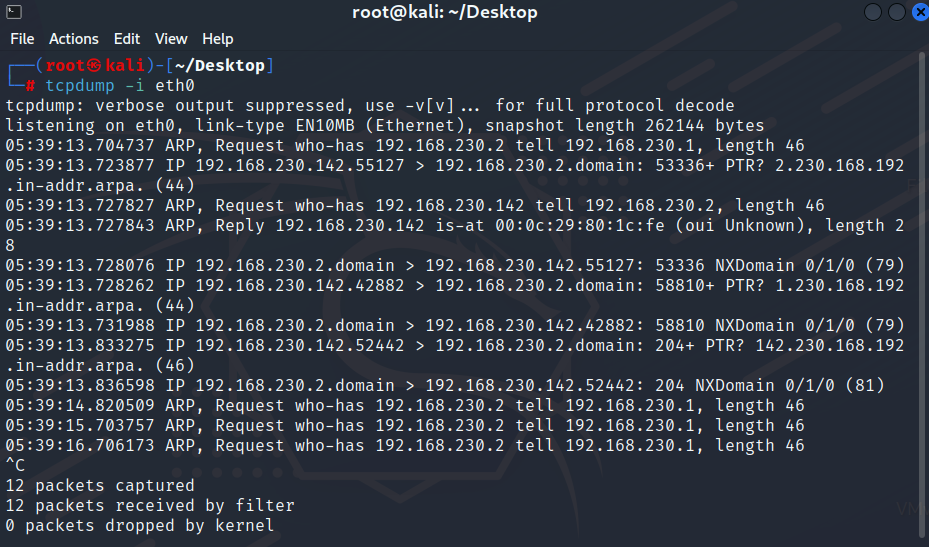 root@kali: ~/Desktop
File Actions Edit View Help
┌──(root㉿kali)-[~/Desktop]
└─# tcpdump -i eth0
tcpdump: verbose output suppressed, use -v[v]... for full protocol decode
listening on eth0, link-type EN10MB (Ethernet), snapshot length 262144 bytes
05:39:13.704737 ARP, Request who-has 192.168.230.2 tell 192.168.230.1, length 46
05:39:13.723877 IP 192.168.230.142.55127 > 192.168.230.2.domain: 53336+ PTR? 2.230.168.192
.in-addr.arpa. (44)
05:39:13.727827 ARP, Request who-has 192.168.230.142 tell 192.168.230.2, length 46
05:39:13.727843 ARP, Reply 192.168.230.142 is-at 00:0c:29:80:1c:fe (oui Unknown), length 2
8
05:39:13.728076 IP 192.168.230.2.domain > 192.168.230.142.55127: 53336 NXDomain 0/1/0 (79)
05:39:13.728262 IP 192.168.230.142.42882 > 192.168.230.2.domain: 58810+ PTR? 1.230.168.192
.in-addr.arpa. (44)
05:39:13.731988 IP 192.168.230.2.domain > 192.168.230.142.42882: 58810 NXDomain 0/1/0 (79)
05:39:13.833275 IP 192.168.230.142.52442 > 192.168.230.2.domain: 204+ PTR? 142.230.168.192
.in-addr.arpa. (46)
05:39:13.836598 IP 192.168.230.2.domain > 192.168.230.142.52442: 204 NXDomain 0/1/0 (81)
05:39:14.820509 ARP, Request who-has 192.168.230.2 tell 192.168.230.1, length 46
05:39:15.703757 ARP, Request who-has 192.168.230.2 tell 192.168.230.1, length 46
05:39:16.706173 ARP, Request who-has 192.168.230.2 tell 192.168.230.1, length 46
^C
12 packets captured
12 packets received by filter
0 packets dropped by kernel